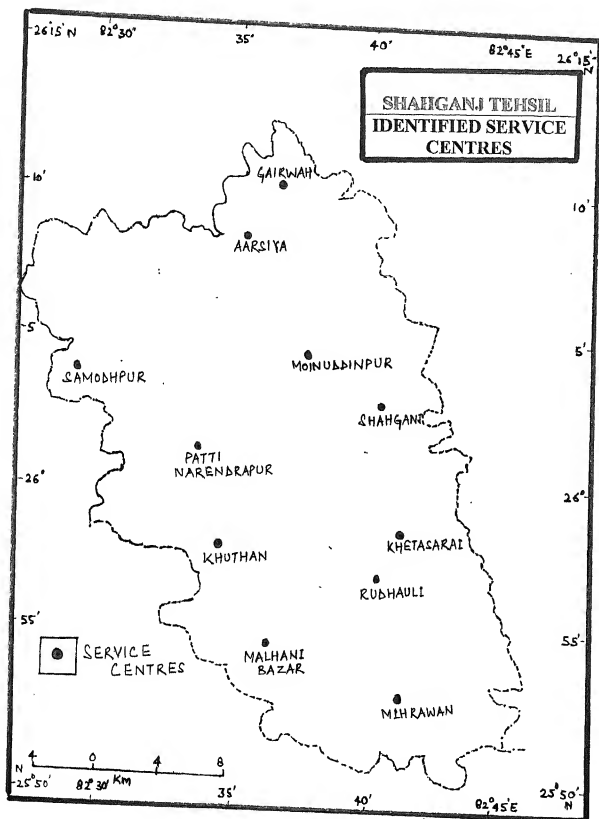 26°15'N 82°30' 35' 40' 82°45'E 26°15'
N
SHAHGANJ TEHSIL
IDENTIFIED SERVICE
CENTRES
GAIRWAH
10' 10'
AARSIYA
5' 5'
SAMODHPUR
MOINUDDINPUR
SHAHGANJ
PATTI
NARENDRAPUR
26° 26°
KHUTHAN
KHETASARAI
RUDHAULI
55' 55'
SERVICE
CENTRES
MALHANI
BAZAR
MIHRAWAN
4 0 4 8
KM
N
25°50' 82°30' 35' 40' 82°45'E 25°50'
N